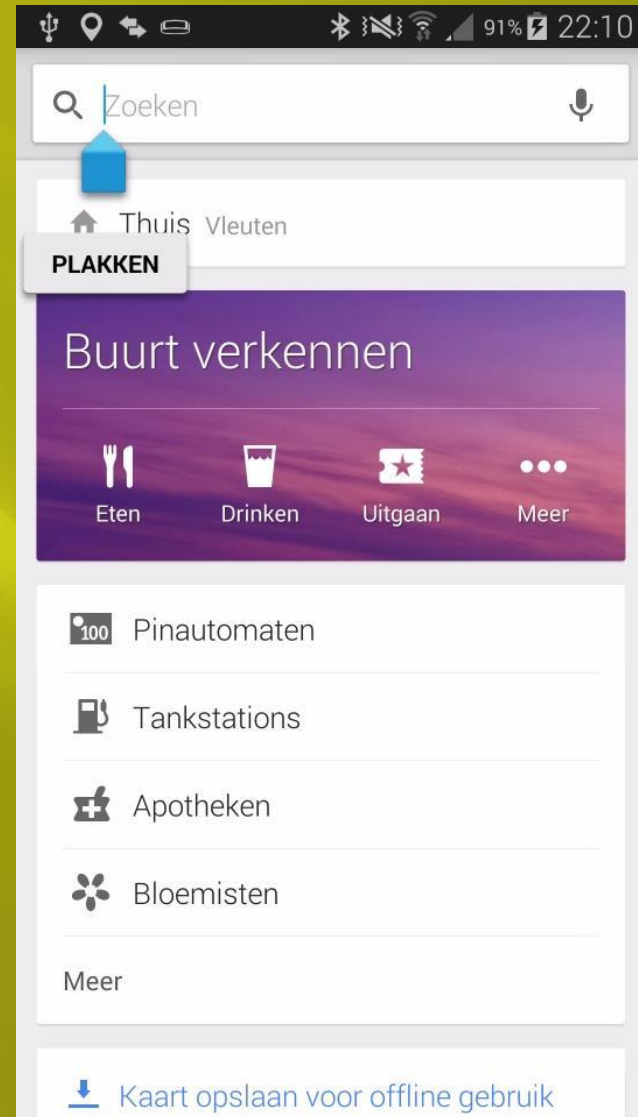 91% 22:10
Zoeken
Thuis Vleuten
PLAKKEN
Buurt verkennen
Eten Drinken Uitgaan Meer
100 Pinautomaten
Tankstations
Apotheken
Bloemisten
Meer
Kaart opslaan voor offline gebruik